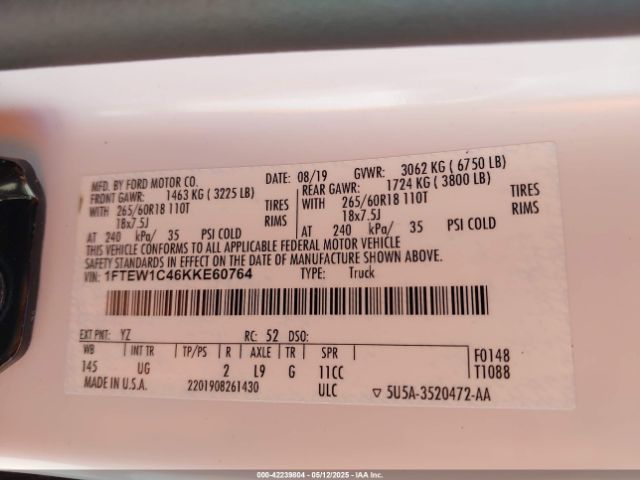 MFD. BY FORD MOTOR CO. DATE: 08/19 GVWR: 3062 KG ( 6750 LB)
FRONT GAWR: 1463 KG ( 3225 LB) REAR GAWR: 1724 KG ( 3800 LB)
WITH 265/60R18 110T TIRES WITH 265/60R18 110T TIRES
18x7.5J RIMS 18x7.5J RIMS
AT 240 kPa/ 35 PSI COLD AT 240 kPa/ 35 PSI COLD
THIS VEHICLE CONFORMS TO ALL APPLICABLE FEDERAL MOTOR VEHICLE
SAFETY STANDARDS IN EFFECT ON THE DATE OF MANUFACTURE SHOWN ABOVE.
VIN: 1FTEW1C46KKE60764 TYPE: Truck
EXT PNT: YZ RC: 52 DSO:
WB INT TR TP/PS R AXLE TR SPR F0148
145 UG 2 L9 G 11CC T1088
MADE IN U.S.A. 2201908261430 ULC ▽ 5U5A-3520472-AA
000-42239804 - 05/12/2025 - IAA Inc.